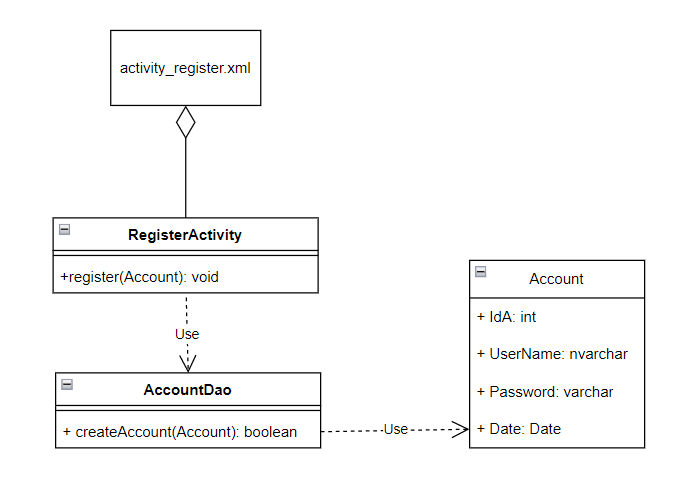 activity_register.xml
RegisterActivity
+register(Account): void
Use
AccountDao
+ createAccount(Account): boolean
Use
Account
+ IdA: int
+ UserName: nvarchar
+ Password: varchar
+ Date: Date